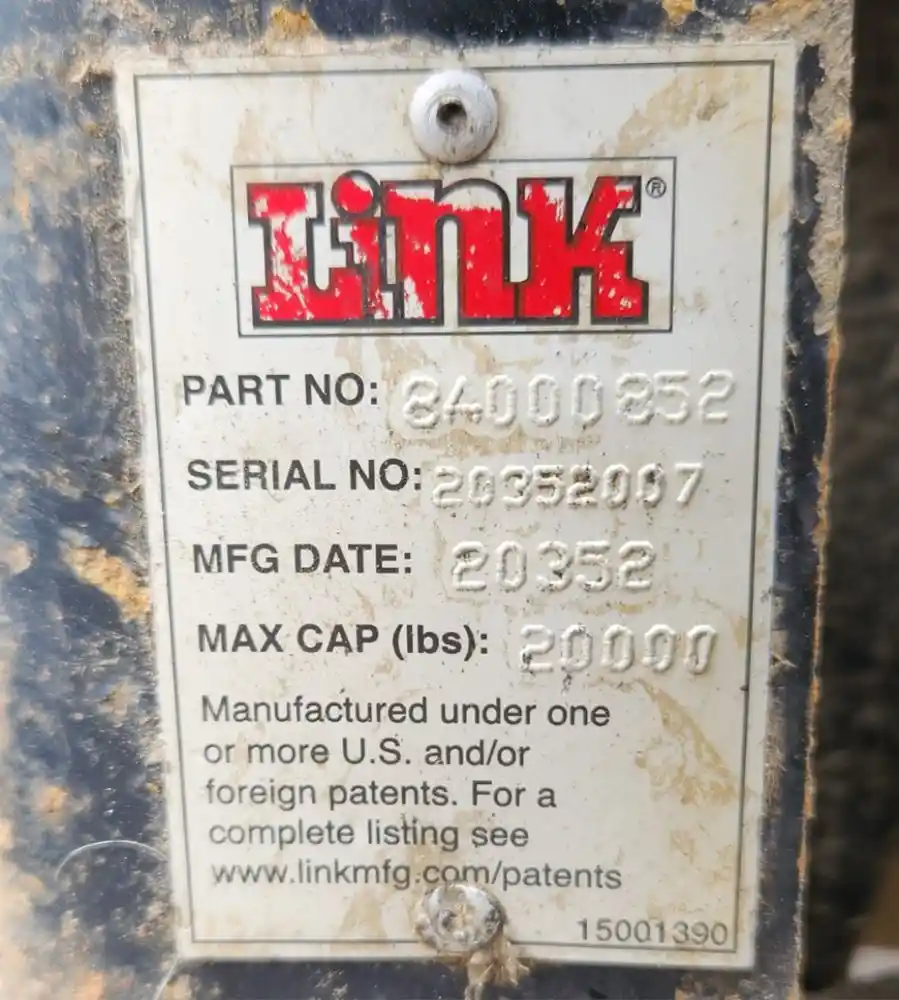 Link®
PART NO: 8A000852
SERIAL NO: 20352007
MFG DATE: 20352
MAX CAP (lbs): 20000
Manufactured under one
or more U.S. and/or
foreign patents. For a
complete listing see
www.linkmfg.com/patents
15001390